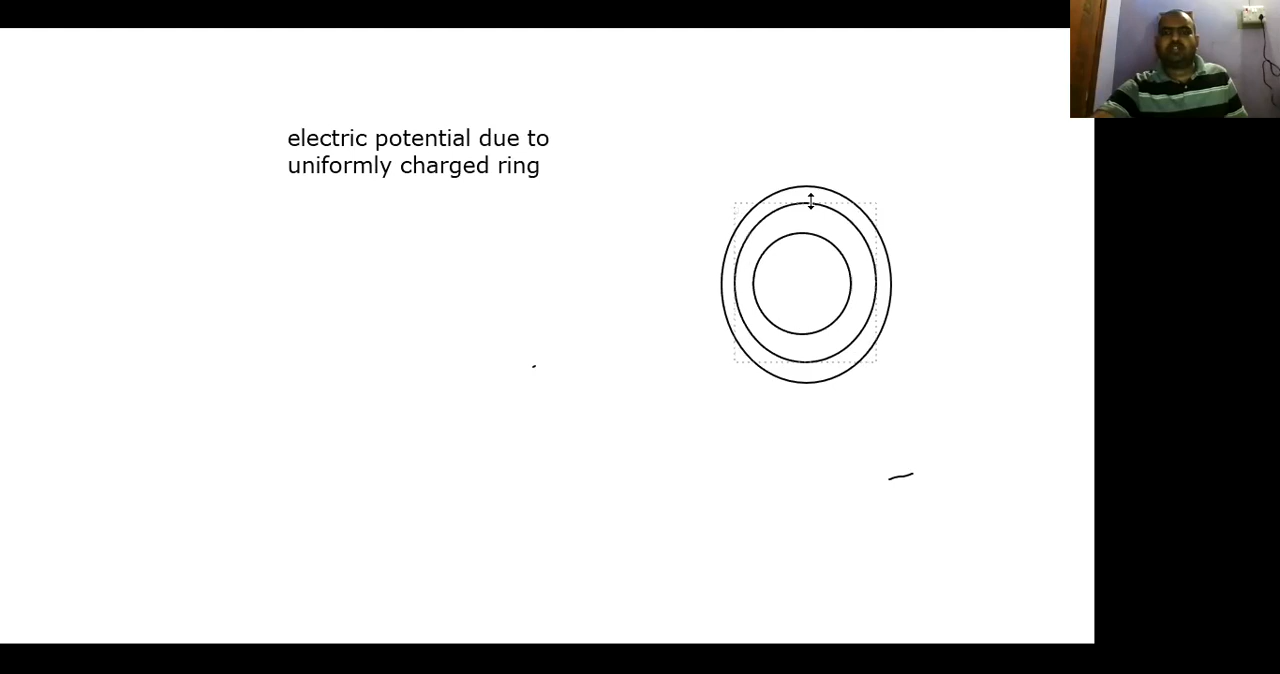 electric potential due to
uniformly charged ring